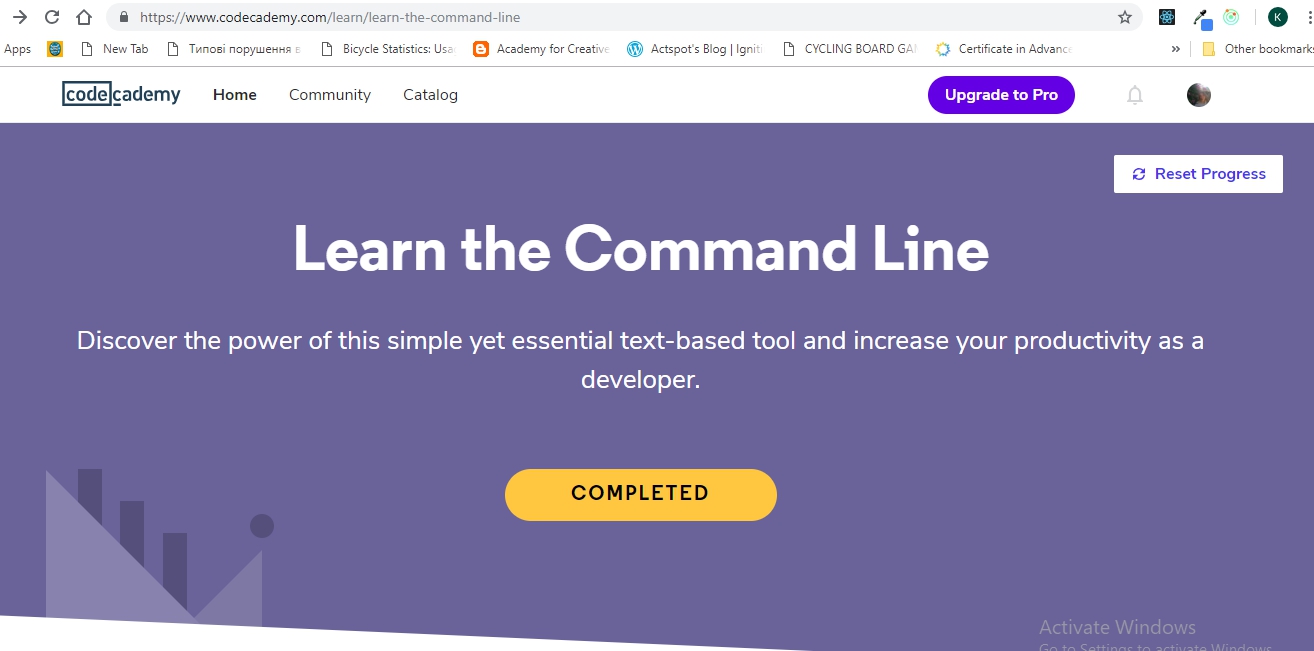 https://www.codecademy.com/learn/learn-the-command-line
K
Apps New Tab Типові порушення в Bicycle Statistics: Usa Academy for Creative Actspot's Blog | Igniti CYCLING BOARD GAM Certificate in Advance » Other bookmarks
codecademy Home Community Catalog Upgrade to Pro
Reset Progress
Learn the Command Line
Discover the power of this simple yet essential text-based tool and increase your productivity as a
developer.
COMPLETED
Activate Windows
Go to Settings to activate Windows.